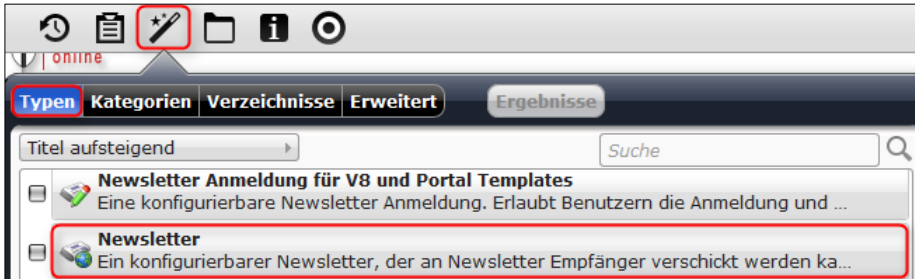 online
Typen Kategorien Verzeichnisse Erweitert Ergebnisse
Titel aufsteigend Suche
Newsletter Anmeldung für V8 und Portal Templates
Eine konfigurierbare Newsletter Anmeldung. Erlaubt Benutzern die Anmeldung und ...
Newsletter
Ein konfigurierbarer Newsletter, der an Newsletter Empfänger verschickt werden ka...